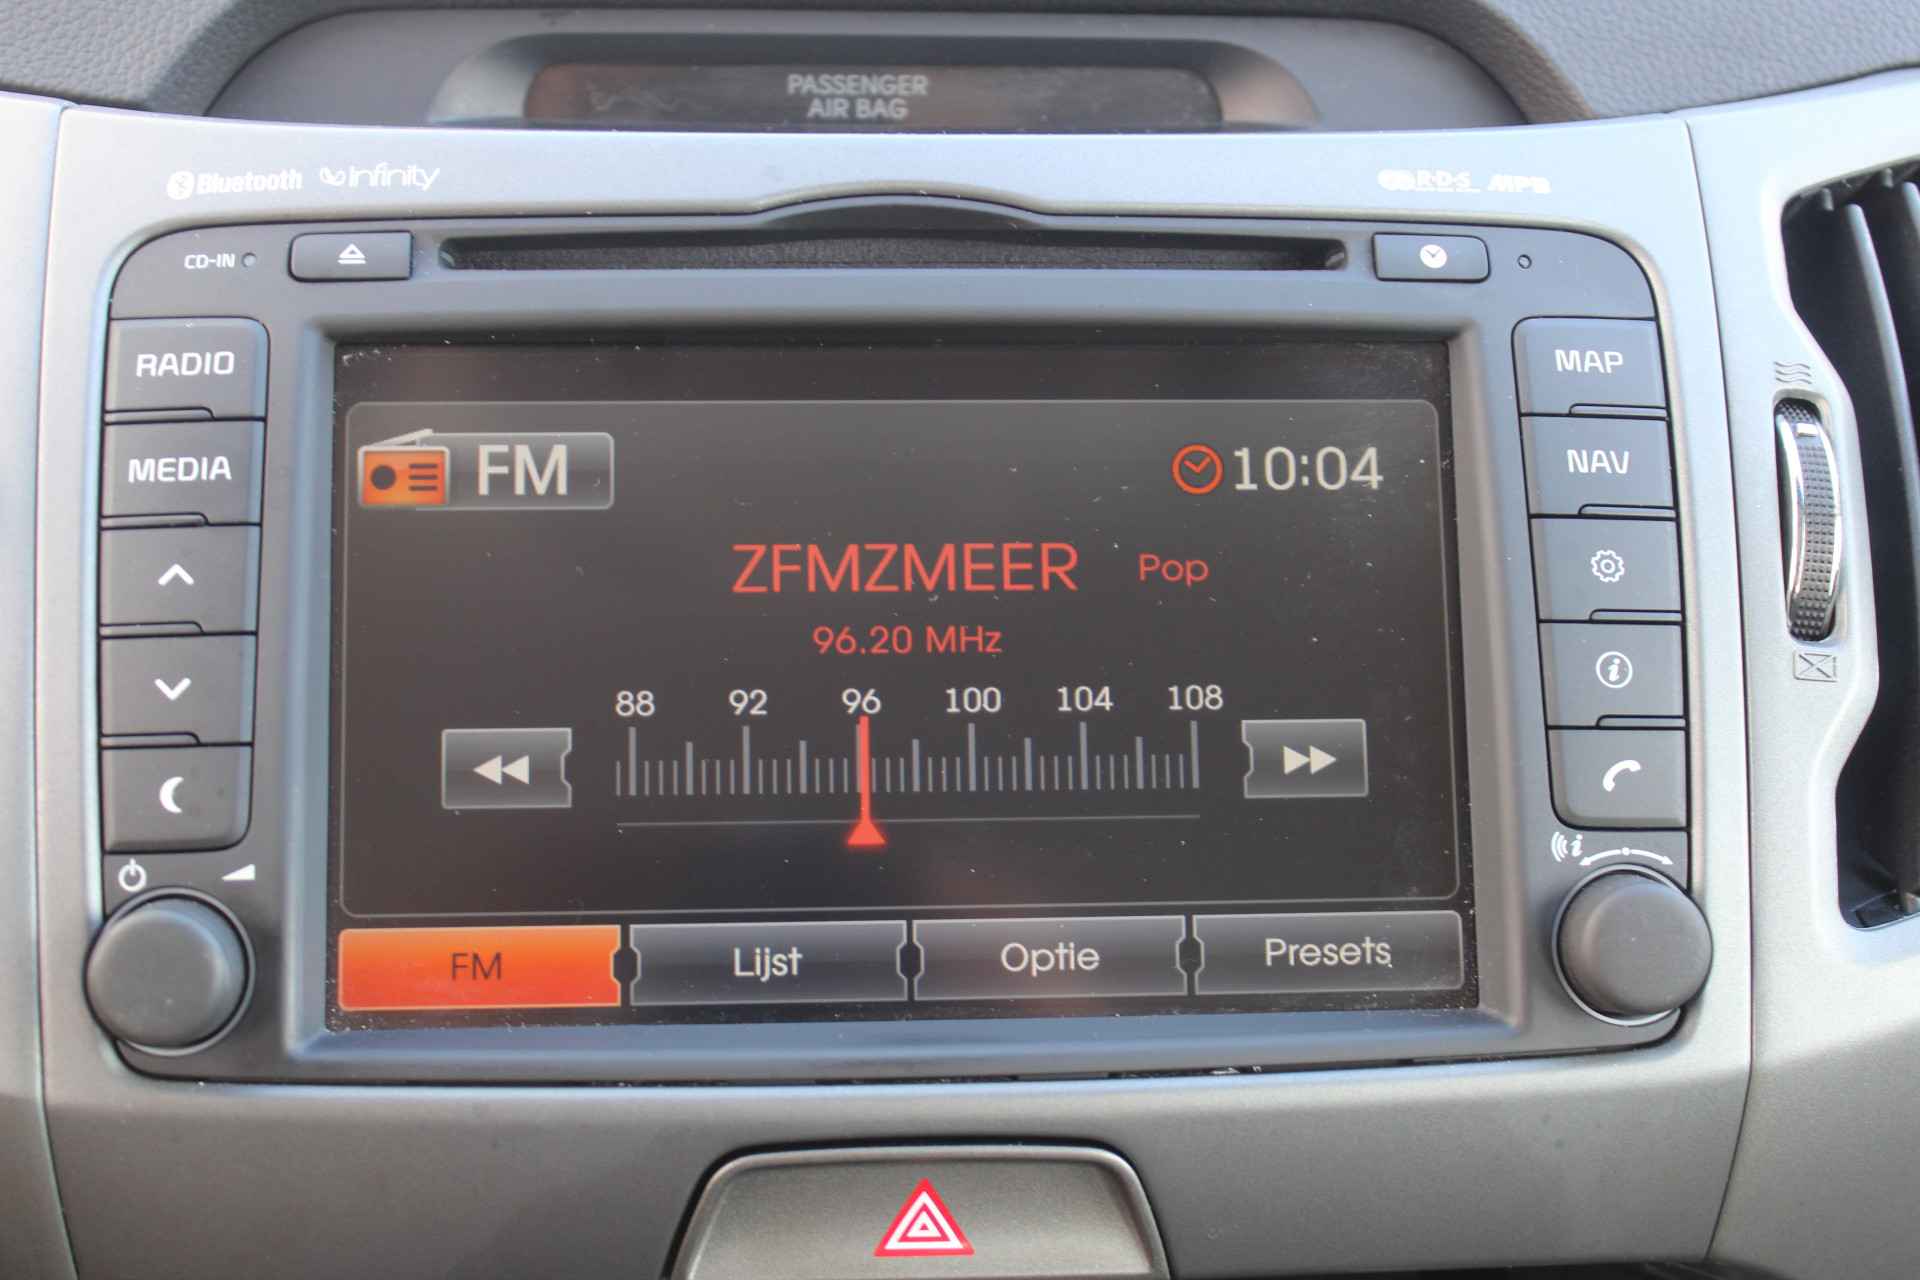 PASSENGER
AIR BAG
Bluetooth infinity R·D·S MP3
CD-IN
RADIO
MEDIA
MAP
NAV
FM 10:04
ZFMZMEER Pop
96.20 MHz
88 92 96 100 104 108
FM Lijst Optie Presets